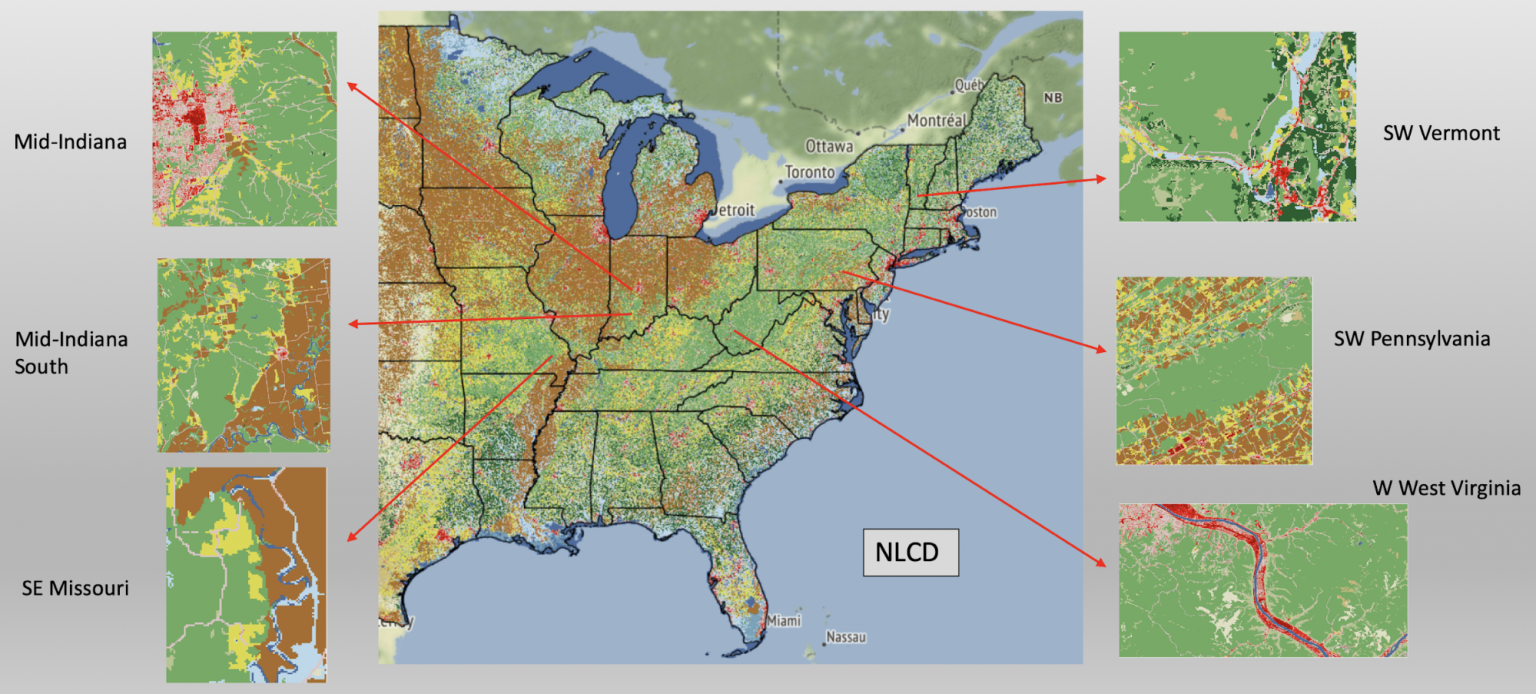 Mid-Indiana
Mid-Indiana
South
SE Missouri
Québ
NB
Montréal
Ottawa
Toronto
etroit
oston
ity
NLCD
Miami
Nassau
SW Vermont
SW Pennsylvania
W West Virginia